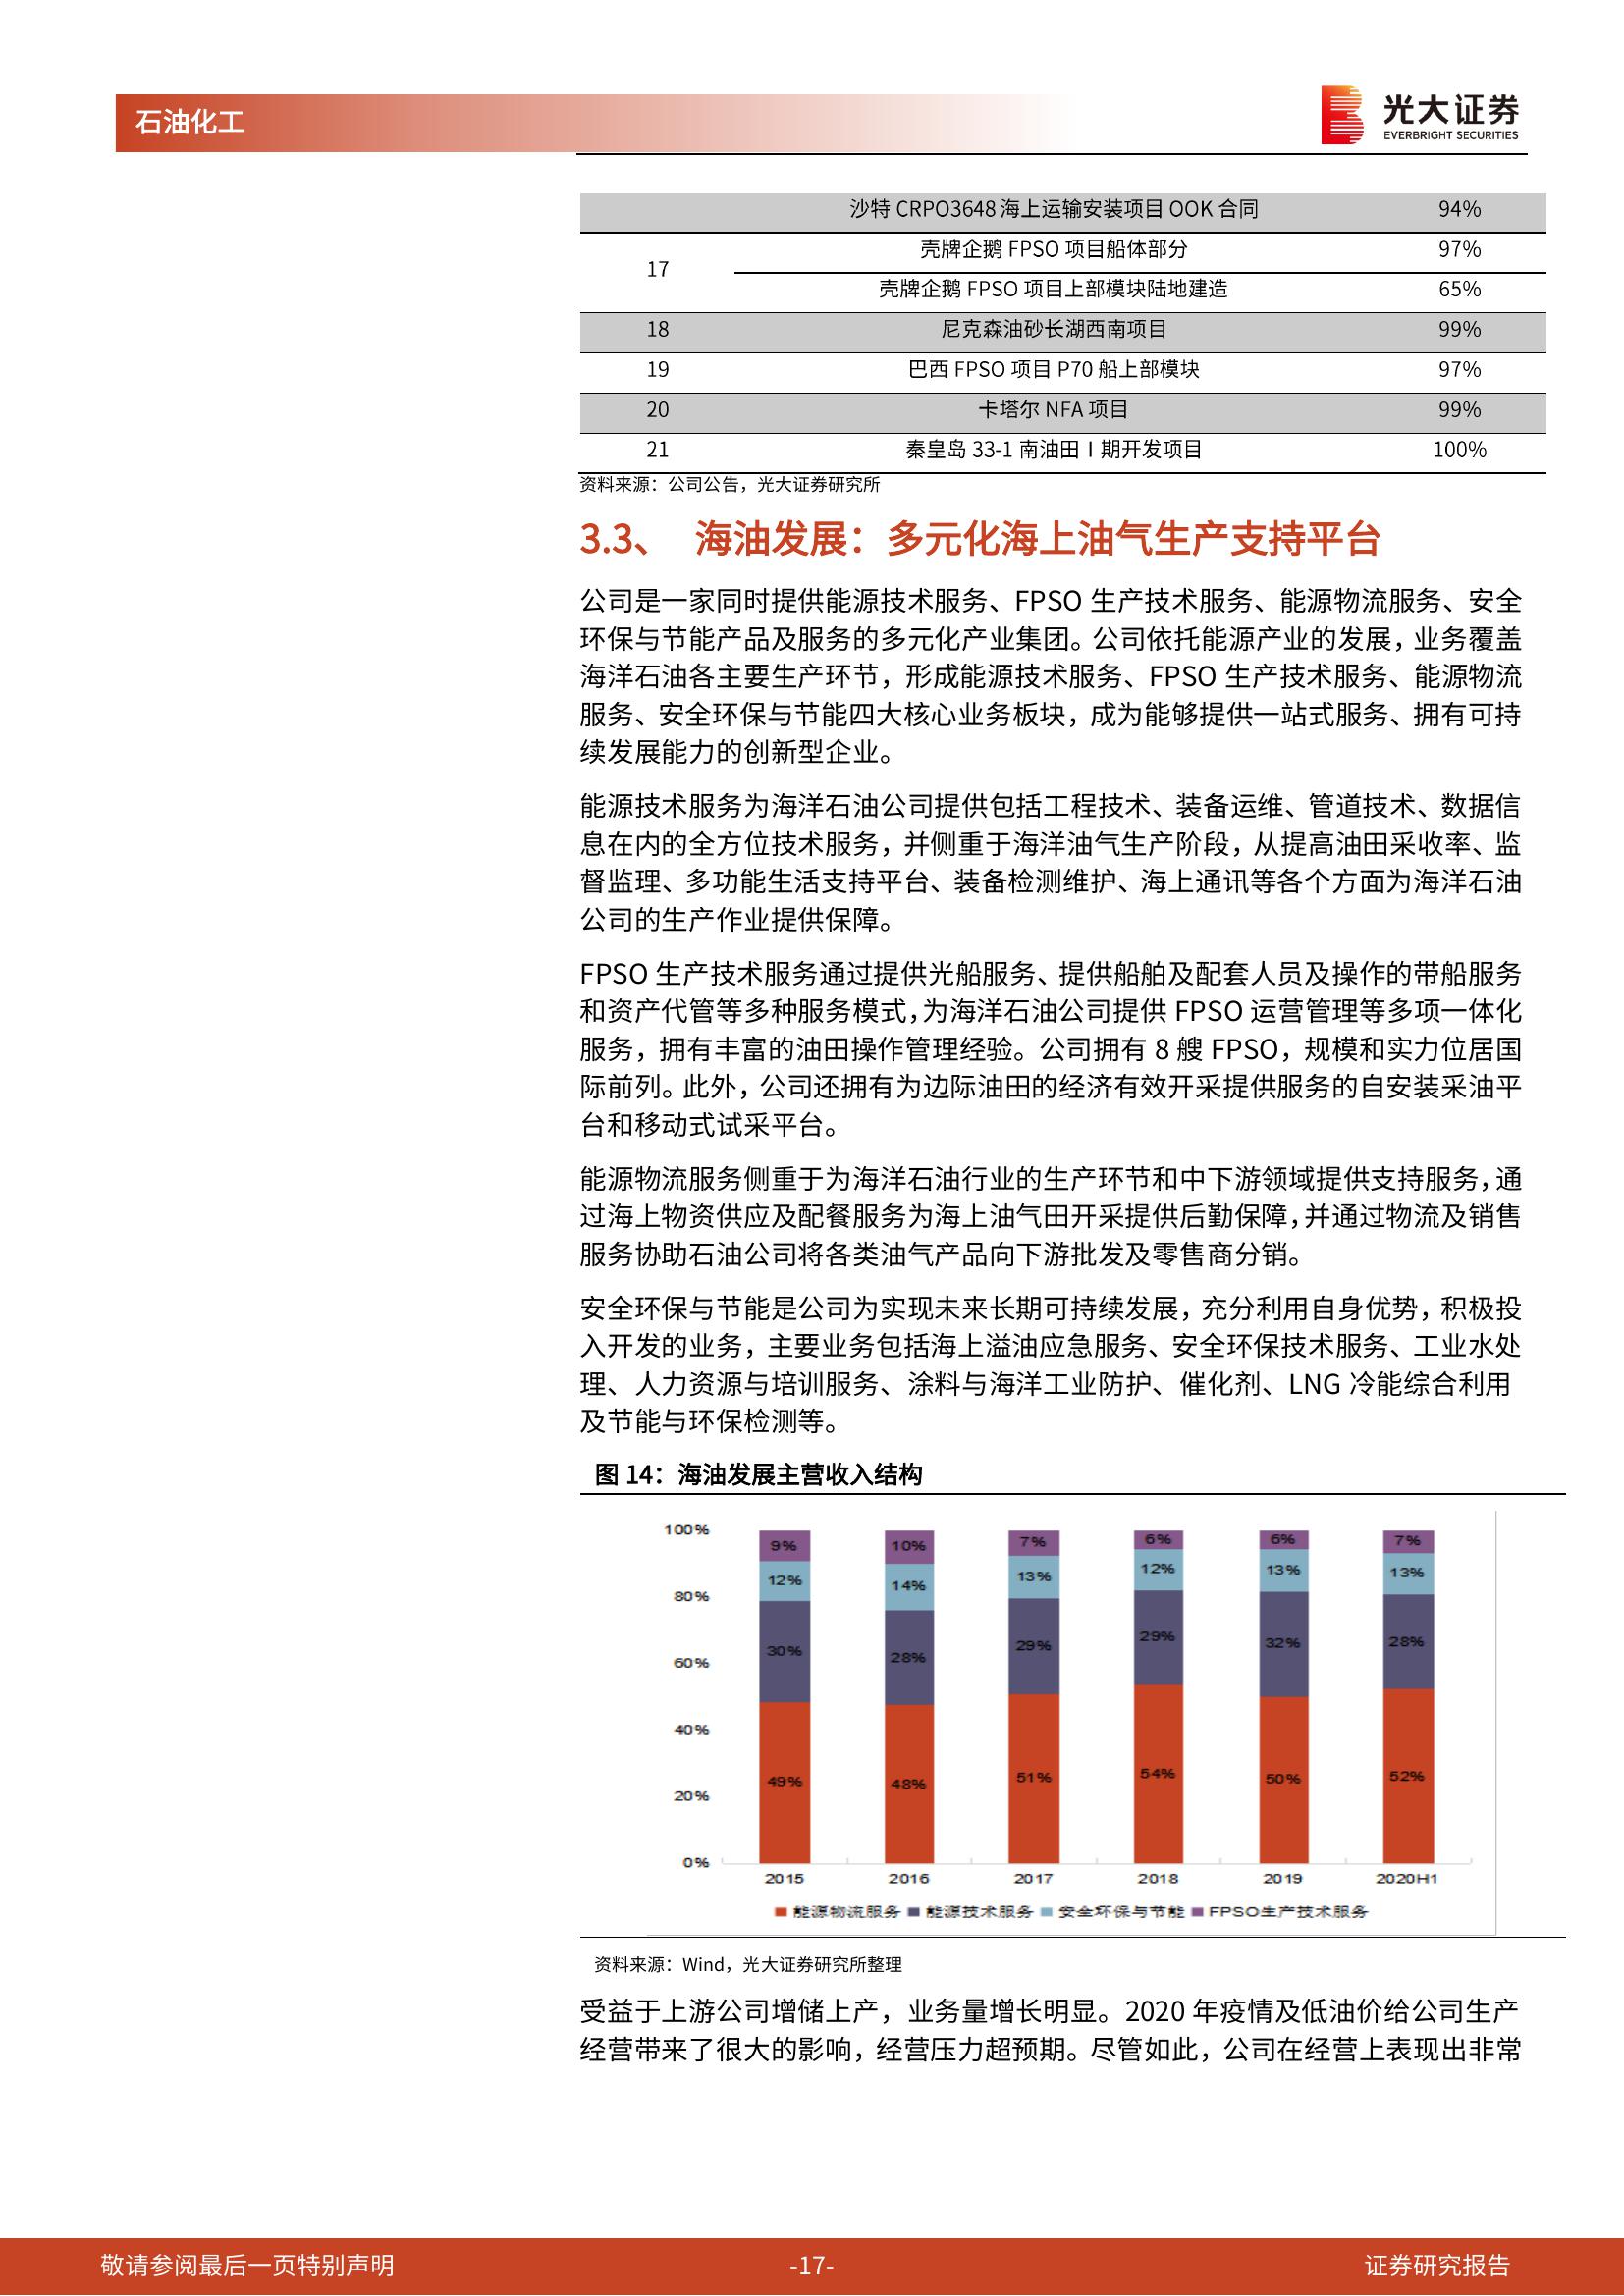 石油化工
光大证券
EVERBRIGHT SECURITIES
沙特 CRPO3648 海上运输安装项目 OOK 合同 94%
17 壳牌企鹅 FPSO 项目船体部分 97%
壳牌企鹅 FPSO 项目上部模块陆地建造 65%
18 尼克森油砂长湖西南项目 99%
19 巴西 FPSO 项目 P70 船上部模块 97%
20 卡塔尔 NFA 项目 99%
21 秦皇岛 33-1 南油田 I 期开发项目 100%
资料来源：公司公告，光大证券研究所
3.3、 海油发展：多元化海上油气生产支持平台
公司是一家同时提供能源技术服务、FPSO 生产技术服务、能源物流服务、安全
环保与节能产品及服务的多元化产业集团。公司依托能源产业的发展，业务覆盖
海洋石油各主要生产环节，形成能源技术服务、FPSO 生产技术服务、能源物流
服务、安全环保与节能四大核心业务板块，成为能够提供一站式服务、拥有可持
续发展能力的创新型企业。
能源技术服务为海洋石油公司提供包括工程技术、装备运维、管道技术、数据信
息在内的全方位技术服务，并侧重于海洋油气生产阶段，从提高油田采收率、监
督监理、多功能生活支持平台、装备检测维护、海上通讯等各个方面为海洋石油
公司的生产作业提供保障。
FPSO 生产技术服务通过提供光船服务、提供船舶及配套人员及操作的带船服务
和资产代管等多种服务模式，为海洋石油公司提供 FPSO 运营管理等多项一体化
服务，拥有丰富的油田操作管理经验。公司拥有 8 艘 FPSO，规模和实力位居国
际前列。此外，公司还拥有为边际油田的经济有效开采提供服务的自安装采油平
台和移动式试采平台。
能源物流服务侧重于为海洋石油行业的生产环节和中下游领域提供支持服务，通
过海上物资供应及配餐服务为海上油气田开采提供后勤保障，并通过物流及销售
服务协助石油公司将各类油气产品向下游批发及零售商分销。
安全环保与节能是公司为实现未来长期可持续发展，充分利用自身优势，积极投
入开发的业务，主要业务包括海上溢油应急服务、安全环保技术服务、工业水处
理、人力资源与培训服务、涂料与海洋工业防护、催化剂、LNG 冷能综合利用
及节能与环保检测等。
图 14：海油发展主营收入结构
100% 9% 10% 7% 6% 6% 7%
12% 14% 13% 12% 13% 13%
80%
30% 28% 29% 29% 32% 28%
60%
40%
49% 48% 51% 54% 50% 52%
20%
0%
2015 2016 2017 2018 2019 2020H1
能源物流服务 能源技术服务 安全环保与节能 FPSO生产技术服务
资料来源：Wind，光大证券研究所整理
受益于上游公司增储上产，业务量增长明显。2020 年疫情及低油价给公司生产
经营带来了很大的影响，经营压力超预期。尽管如此，公司在经营上表现出非常
敬请参阅最后一页特别声明 -17- 证券研究报告